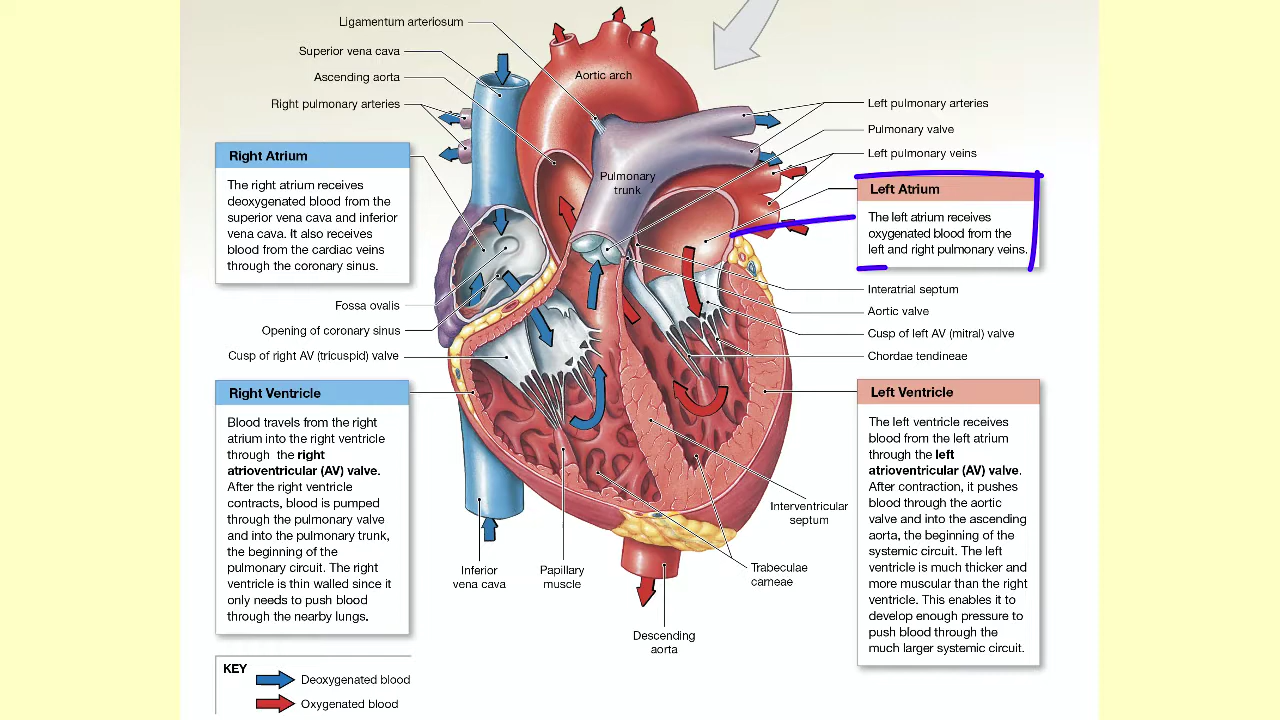 Ligamentum arteriosum
Superior vena cava
Ascending aorta
Right pulmonary arteries
Aortic arch
Pulmonary
trunk
Left pulmonary arteries
Pulmonary valve
Left pulmonary veins
Right Atrium
The right atrium receives
deoxygenated blood from the
superior vena cava and inferior
vena cava. It also receives
blood from the cardiac veins
through the coronary sinus.
Left Atrium
The left atrium receives
oxygenated blood from the
left and right pulmonary veins.
Fossa ovalis
Opening of coronary sinus
Cusp of right AV (tricuspid) valve
Interatrial septum
Aortic valve
Cusp of left AV (mitral) valve
Chordae tendineae
Right Ventricle
Blood travels from the right
atrium into the right ventricle
through the right
atrioventricular (AV) valve.
After the right ventricle
contracts, blood is pumped
through the pulmonary valve
and into the pulmonary trunk,
the beginning of the
pulmonary circuit. The right
ventricle is thin walled since it
only needs to push blood
through the nearby lungs.
Left Ventricle
The left ventricle receives
blood from the left atrium
through the left
atrioventricular (AV) valve.
After contraction, it pushes
blood through the aortic
valve and into the ascending
aorta, the beginning of the
systemic circuit. The left
ventricle is much thicker and
more muscular than the right
ventricle. This enables it to
develop enough pressure to
push blood through the
much larger systemic circuit.
Interventricular
septum
Inferior
vena cava
Papillary
muscle
Trabeculae
carneae
Descending
aorta
KEY
Deoxygenated blood
Oxygenated blood